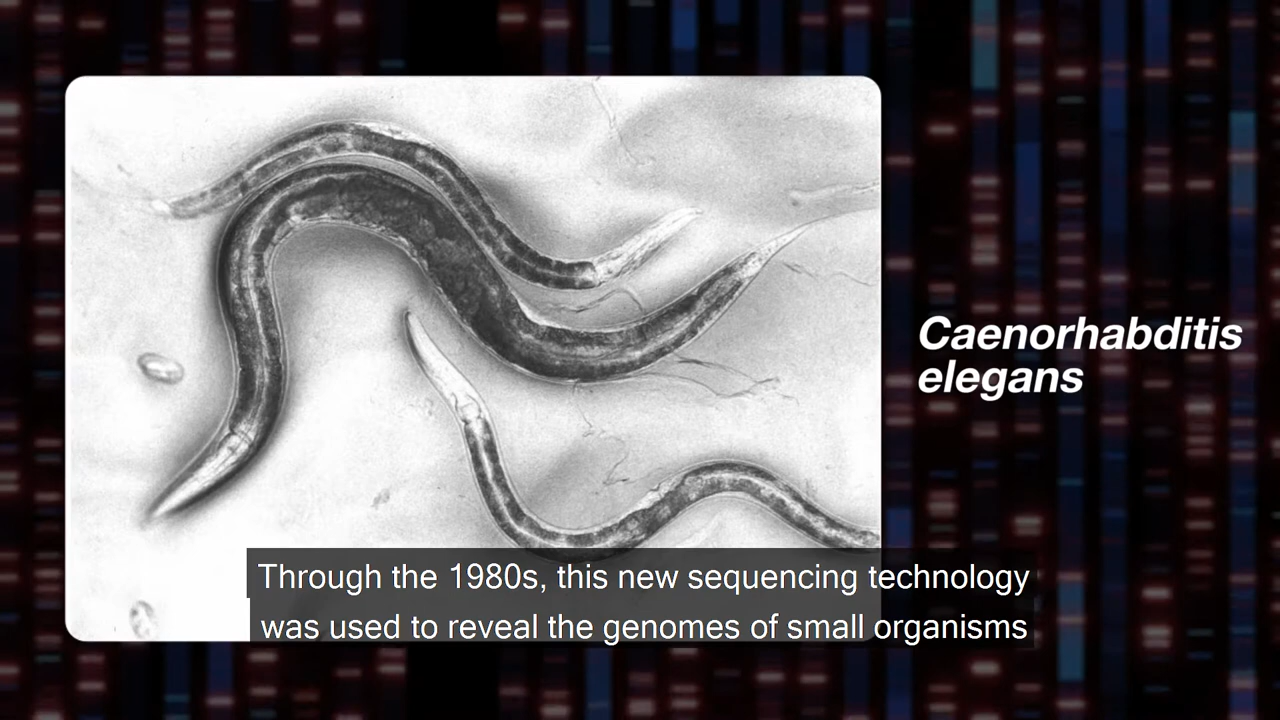 Caenorhabditis
elegans
Through the 1980s, this new sequencing technology
was used to reveal the genomes of small organisms